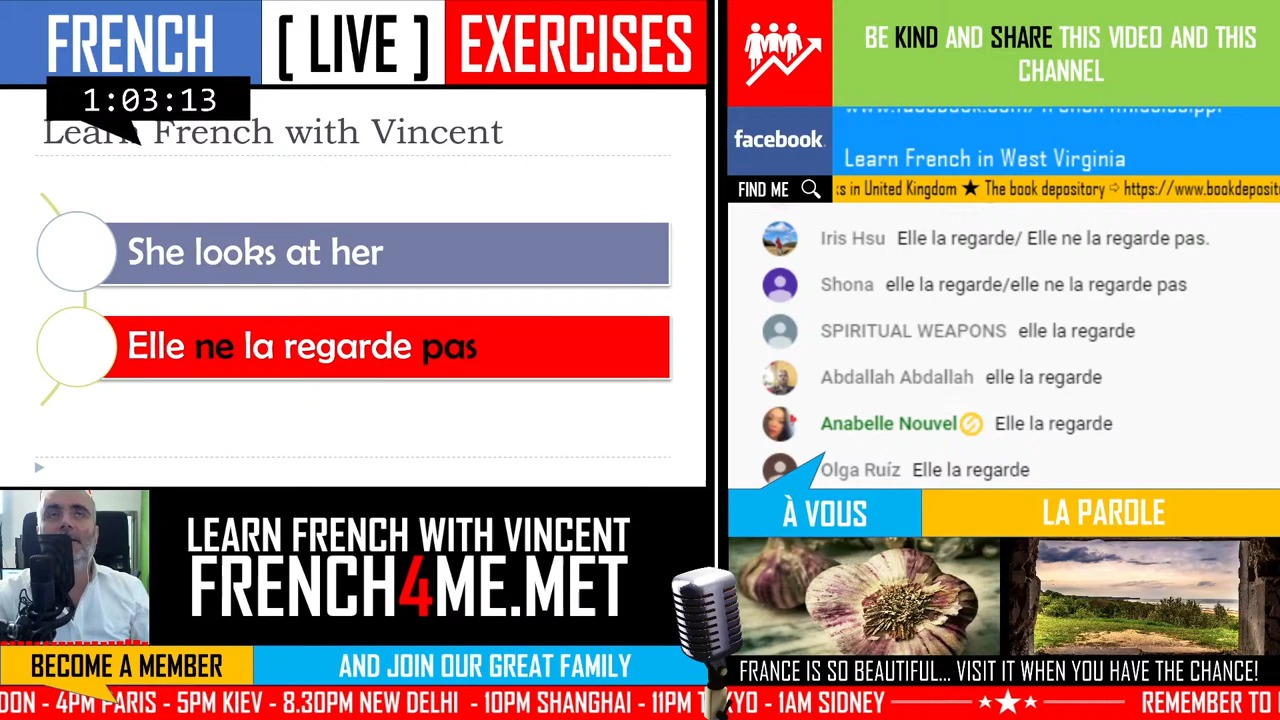 FRENCH
[ LIVE ]
EXERCISES
1:03:13
Learn French with Vincent
She looks at her
Elle ne la regarde pas
LEARN FRENCH WITH VINCENT
FRENCH4ME.MET
BECOME A MEMBER
AND JOIN OUR GREAT FAMILY
BE KIND AND SHARE THIS VIDEO AND THIS
CHANNEL
facebook.
Learn French in West Virginia
FIND ME
ks in United Kingdom ★ The book depository ⇨ https://www.bookdeposito
Iris Hsu Elle la regarde/ Elle ne la regarde pas.
Shona elle la regarde/elle ne la regarde pas
SPIRITUAL WEAPONS elle la regarde
Abdallah Abdallah elle la regarde
Anabelle Nouvel Elle la regarde
Olga Ruíz Elle la regarde
À VOUS
LA PAROLE
FRANCE IS SO BEAUTIFUL... VISIT IT WHEN YOU HAVE THE CHANCE!
DON - 4PM PARIS - 5PM KIEV - 8.30PM NEW DELHI - 10PM SHANGHAI - 11PM TOKYO - 1AM SIDNEY ★ REMEMBER TO